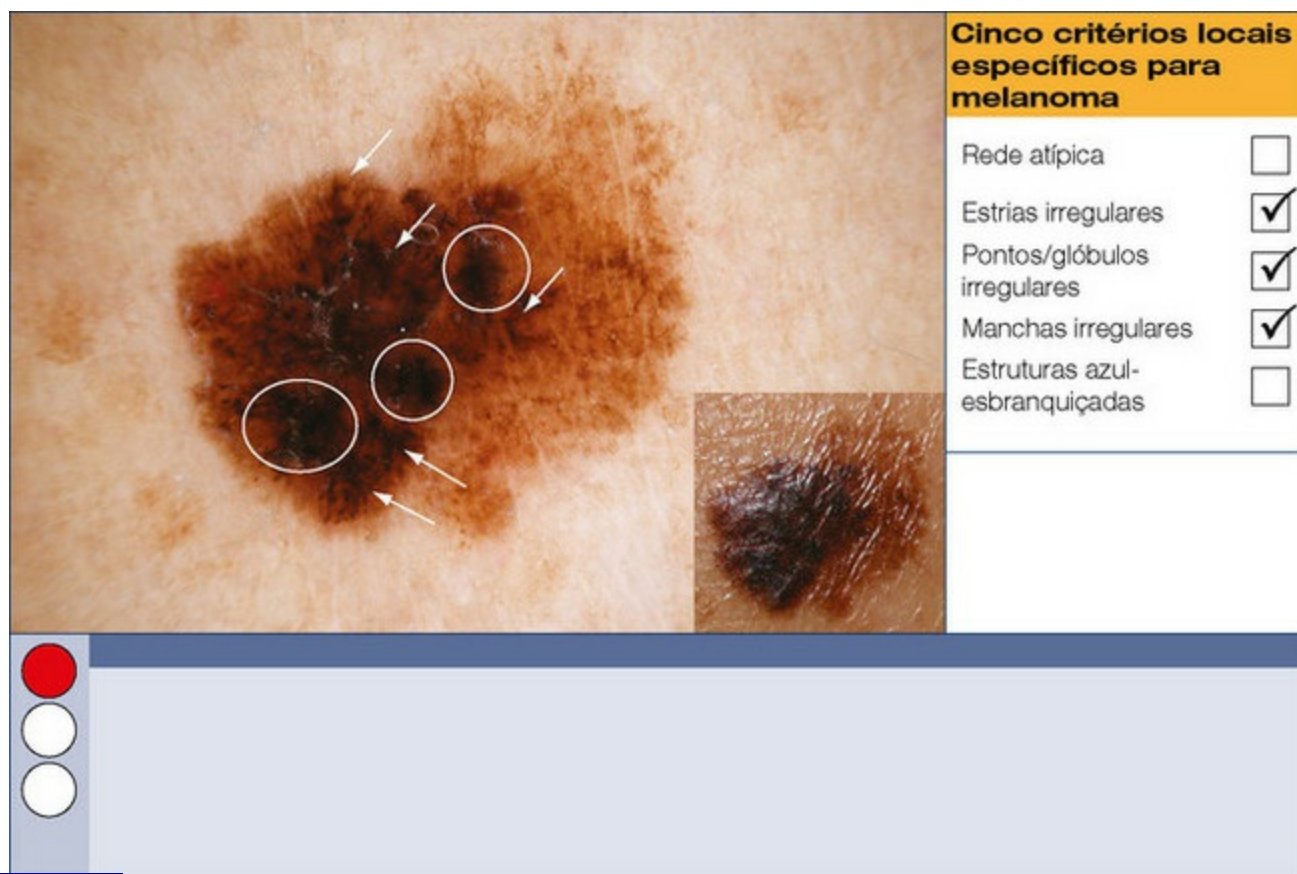 Cinco critérios locais
específicos para
melanoma
Rede atípica
Estrias irregulares
Pontos/glóbulos
irregulares
Manchas irregulares
Estruturas azul-
esbranquiçadas